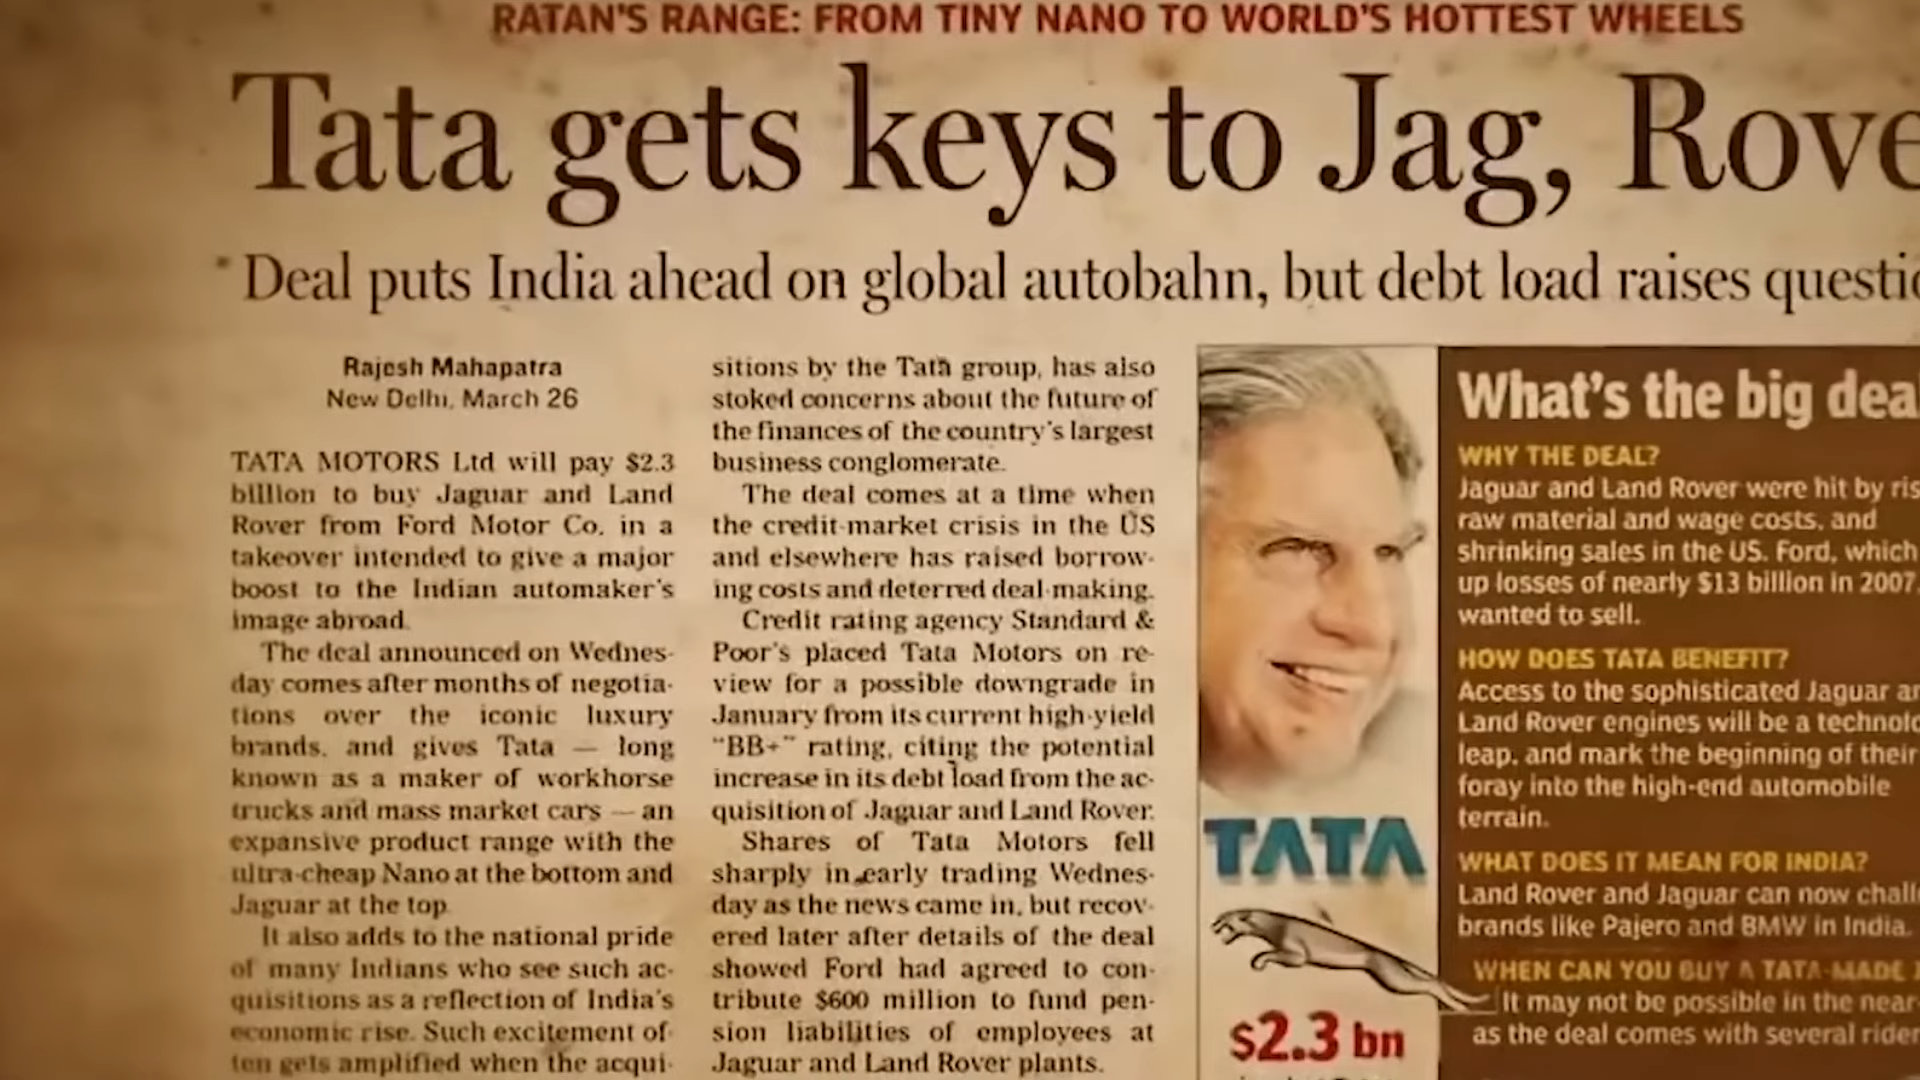 RATAN'S RANGE: FROM TINY NANO TO WORLD'S HOTTEST WHEELS
Tata gets keys to Jag, Rove
Deal puts India ahead on global autobahn, but debt load raises questi
Rajesh Mahapatra
New Delhi, March 26
TATA MOTORS Ltd will pay $2.3
billion to buy Jaguar and Land
Rover from Ford Motor Co. in a
takeover intended to give a major
boost to the Indian automaker's
image abroad.
The deal announced on Wednes-
day comes after months of negotia-
tions over the iconic luxury
brands, and gives Tata — long
known as a maker of workhorse
trucks and mass market cars — an
expansive product range with the
ultra-cheap Nano at the bottom and
Jaguar at the top.
It also adds to the national pride
of many Indians who see such ac-
quisitions as a reflection of India's
economic rise. Such excitement of-
ten gets amplified when the acqui-
sitions by the Tata group, has also
stoked concerns about the future of
the finances of the country's largest
business conglomerate.
The deal comes at a time when
the credit-market crisis in the US
and elsewhere has raised borrow-
ing costs and deterred deal-making.
Credit rating agency Standard &
Poor's placed Tata Motors on re-
view for a possible downgrade in
January from its current high-yield
"BB+" rating, citing the potential
increase in its debt load from the ac-
quisition of Jaguar and Land Rover.
Shares of Tata Motors fell
sharply in early trading Wednes-
day as the news came in, but recov-
ered later after details of the deal
showed Ford had agreed to con-
tribute $600 million to fund pen-
sion liabilities of employees at
Jaguar and Land Rover plants.
TATA
$2.3 bn
What's the big dea
WHY THE DEAL?
Jaguar and Land Rover were hit by ris
raw material and wage costs, and
shrinking sales in the US. Ford, which
up losses of nearly $13 billion in 2007,
wanted to sell.
HOW DOES TATA BENEFIT?
Access to the sophisticated Jaguar an
Land Rover engines will be a technolo
leap, and mark the beginning of their
foray into the high-end automobile
terrain.
WHAT DOES IT MEAN FOR INDIA?
Land Rover and Jaguar can now chall
brands like Pajero and BMW in India.
WHEN CAN YOU BUY A TATA-MADE
It may not be possible in the near
as the deal comes with several rider